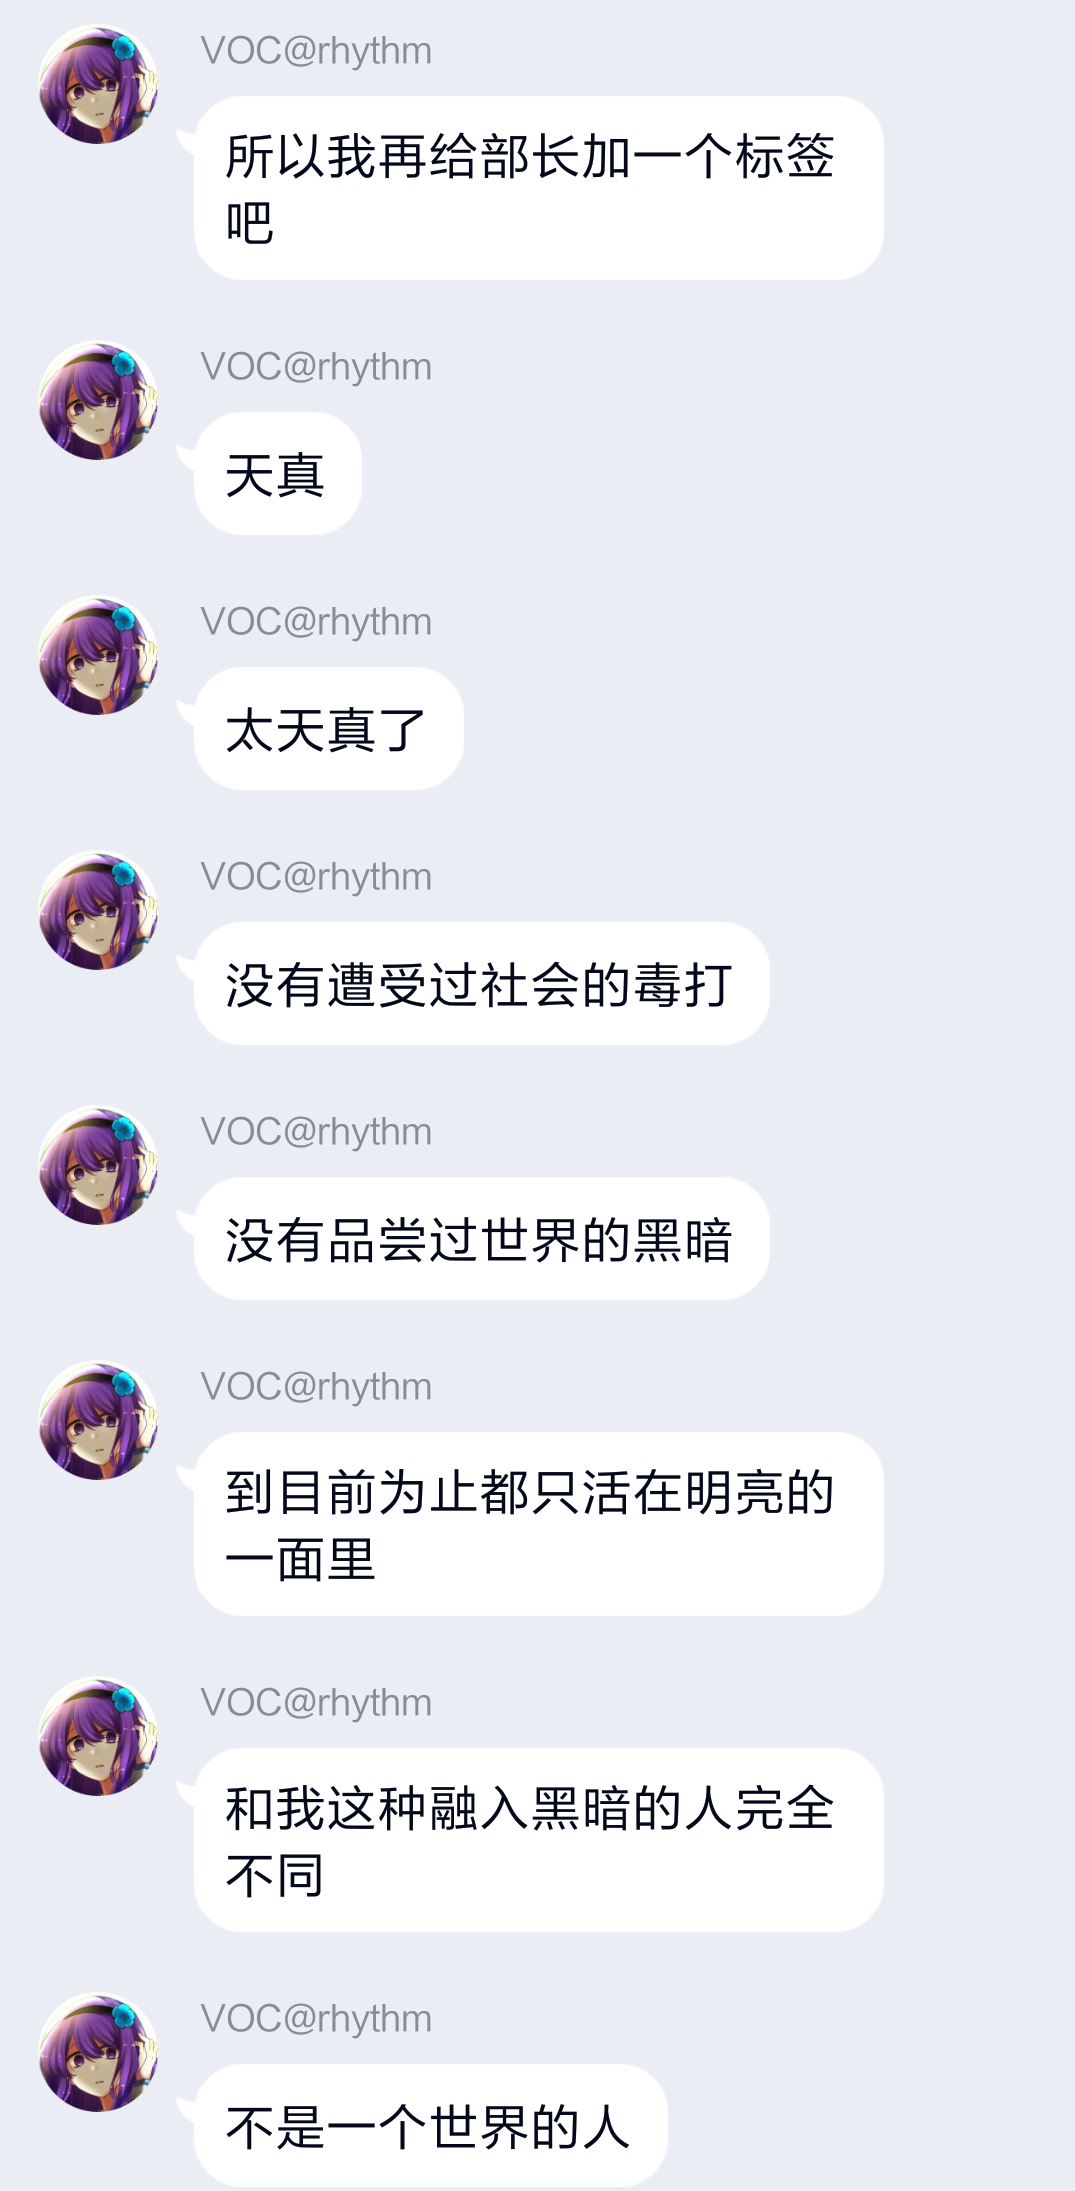 VOC@rhythm
所以我再给部长加一个标签
吧
VOC@rhythm
天真
VOC@rhythm
太天真了
VOC@rhythm
没有遭受过社会的毒打
VOC@rhythm
没有品尝过世界的黑暗
VOC@rhythm
到目前为止都只活在明亮的
一面里
VOC@rhythm
和我这种融入黑暗的人完全
不同
VOC@rhythm
不是一个世界的人